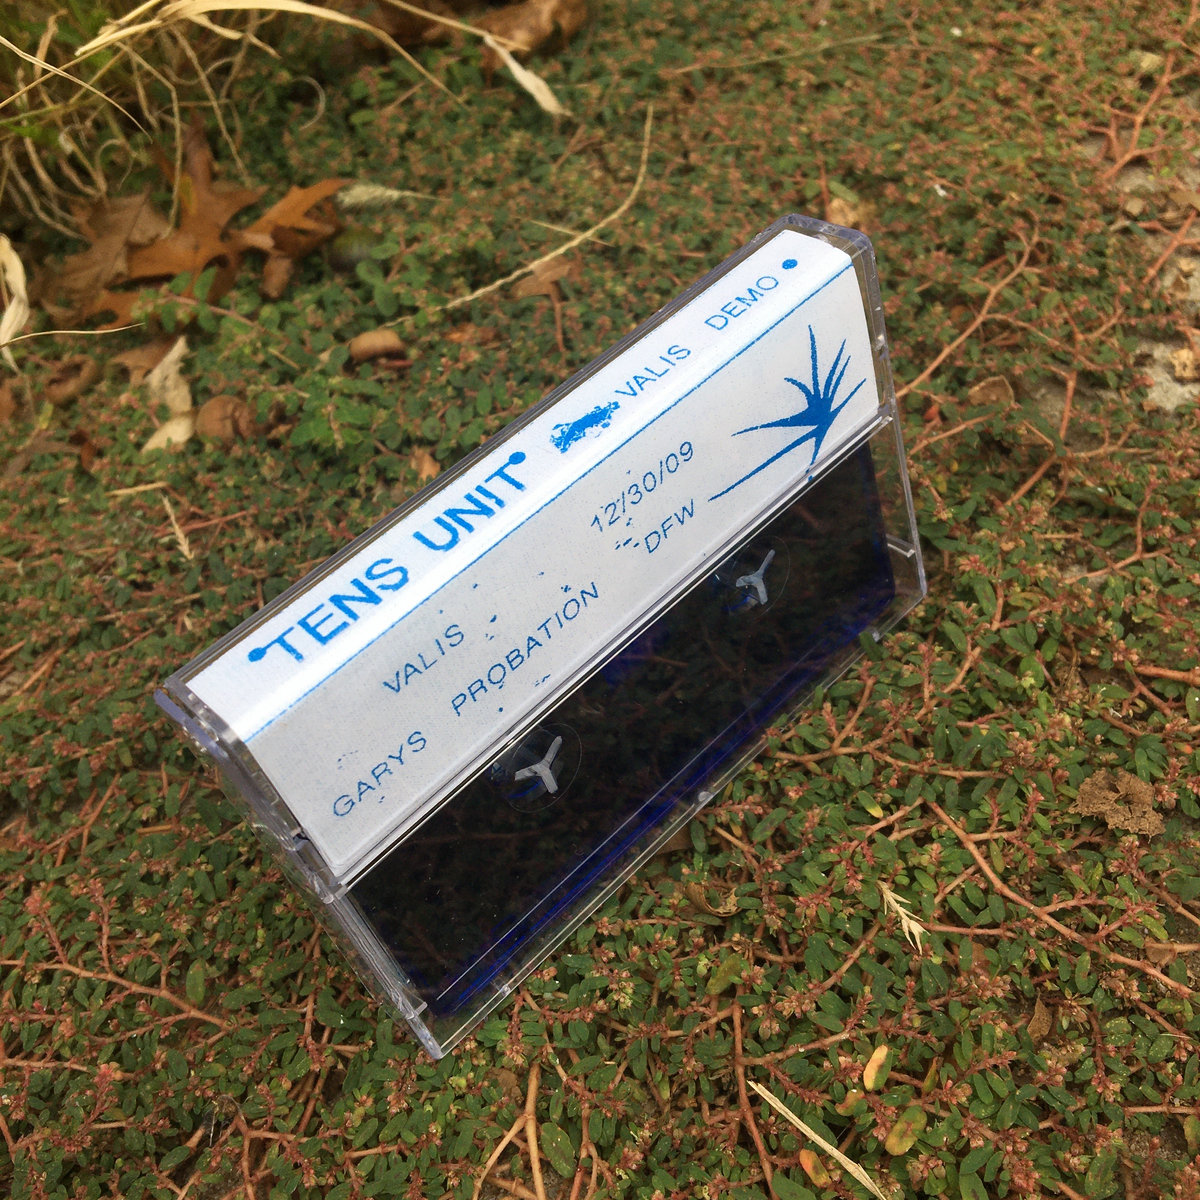 •TENS UNIT• VALIS DEMO•
VALIS 12/30/09
GARYS PROBATION DFW